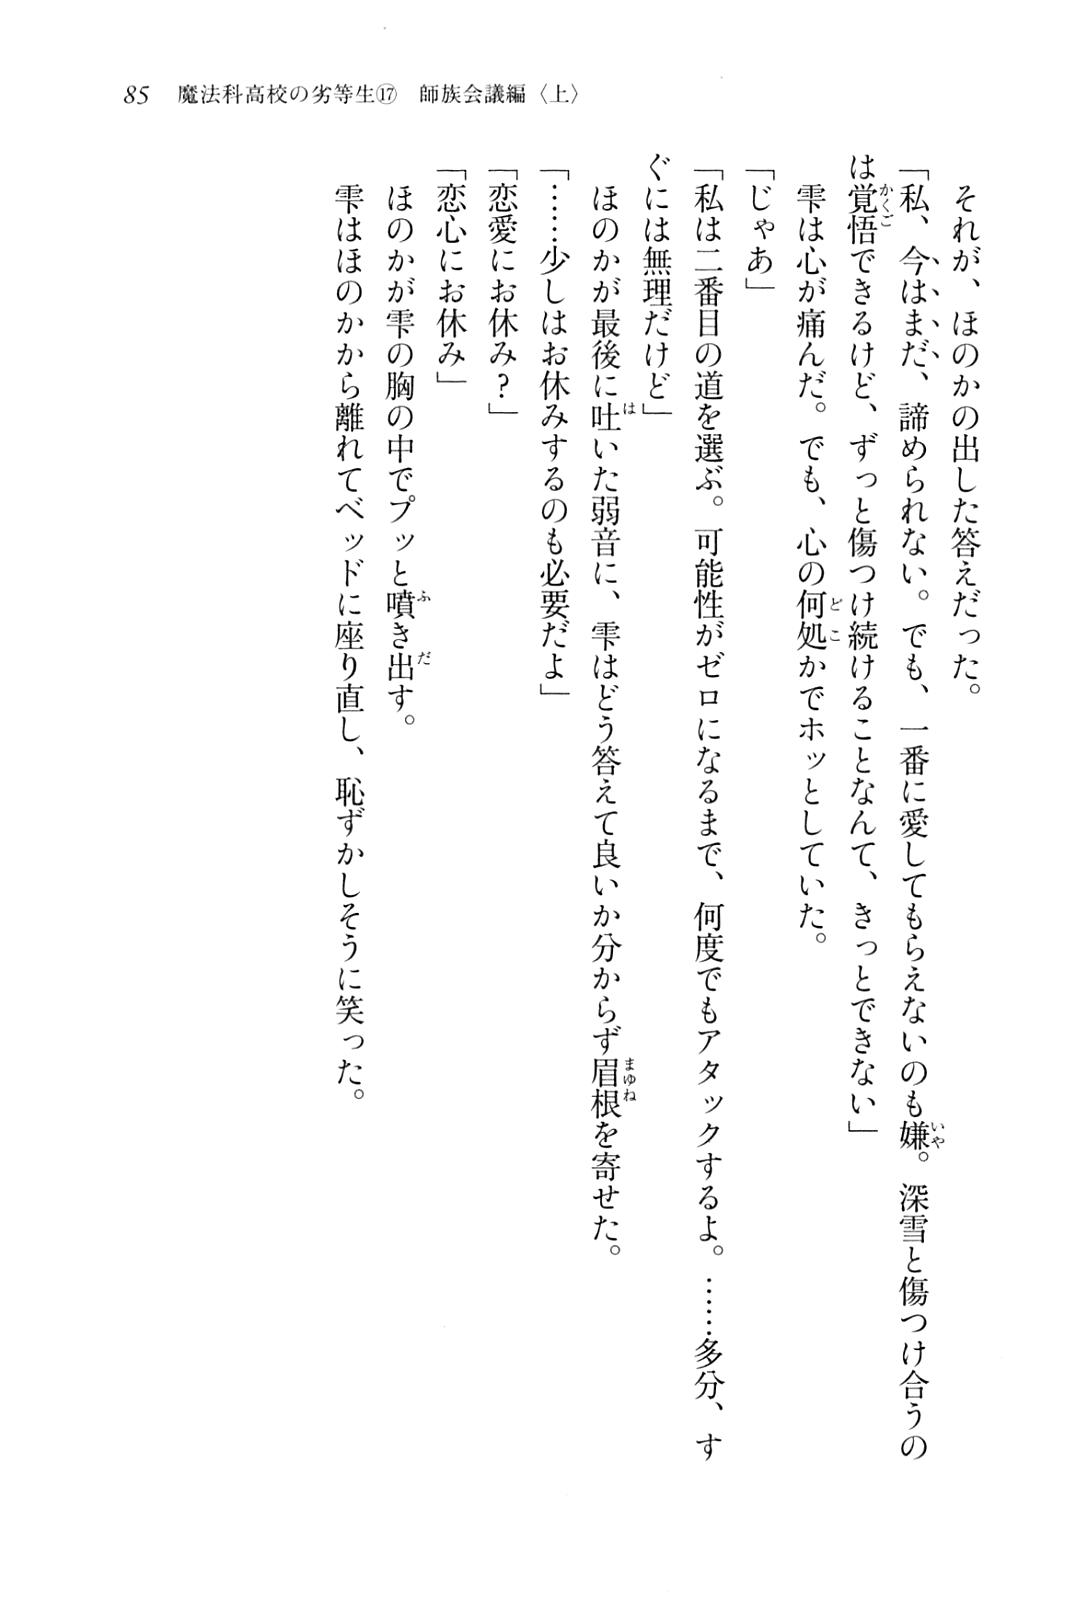 85　魔法科高校の劣等生⑰　師族会議編〈上〉
　それが、ほのかの出した答えだった。
「私、今はまだ、諦められない。でも、一番に愛してもらえないのも嫌。深雪と傷つけ合うの
は覚悟できるけど、ずっと傷つけ続けることなんて、きっとできない」
　雫は心が痛んだ。でも、心の何処かでホッとしていた。
「じゃあ」
「私は二番目の道を選ぶ。可能性がゼロになるまで、何度でもアタックするよ。……多分、す
ぐには無理だけど」
　ほのかが最後に吐いた弱音に、雫はどう答えて良いか分からず眉根を寄せた。
「……少しはお休みするのも必要だよ」
「恋愛にお休み？」
「恋心にお休み」
　ほのかが雫の胸の中でプッと噴き出す。
　雫はほのかから離れてベッドに座り直し、恥ずかしそうに笑った。